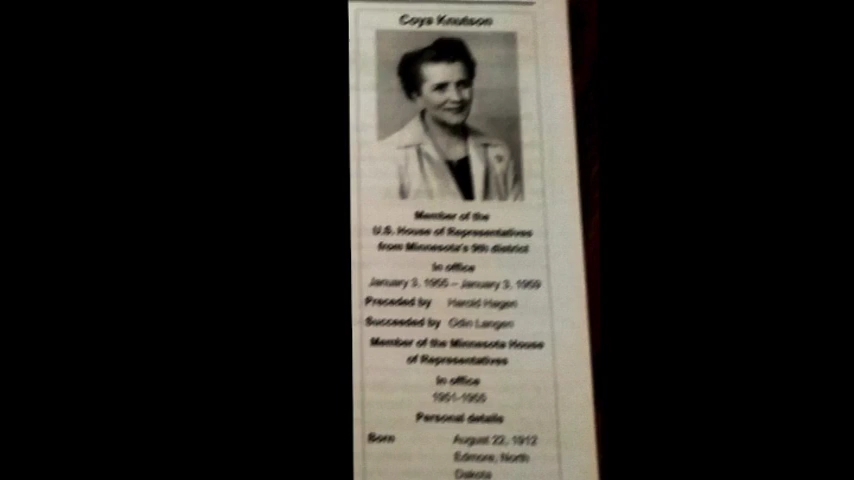 Coya Knutson
Member of the
U.S. House of Representatives
from Minnesota's 9th district
In office
January 3, 1955 – January 3, 1959
Preceded by Harold Hagen
Succeeded by Odin Langen
Member of the Minnesota House
of Representatives
In office
1951-1955
Personal details
Born August 22, 1912
Edmore, North
Dakota